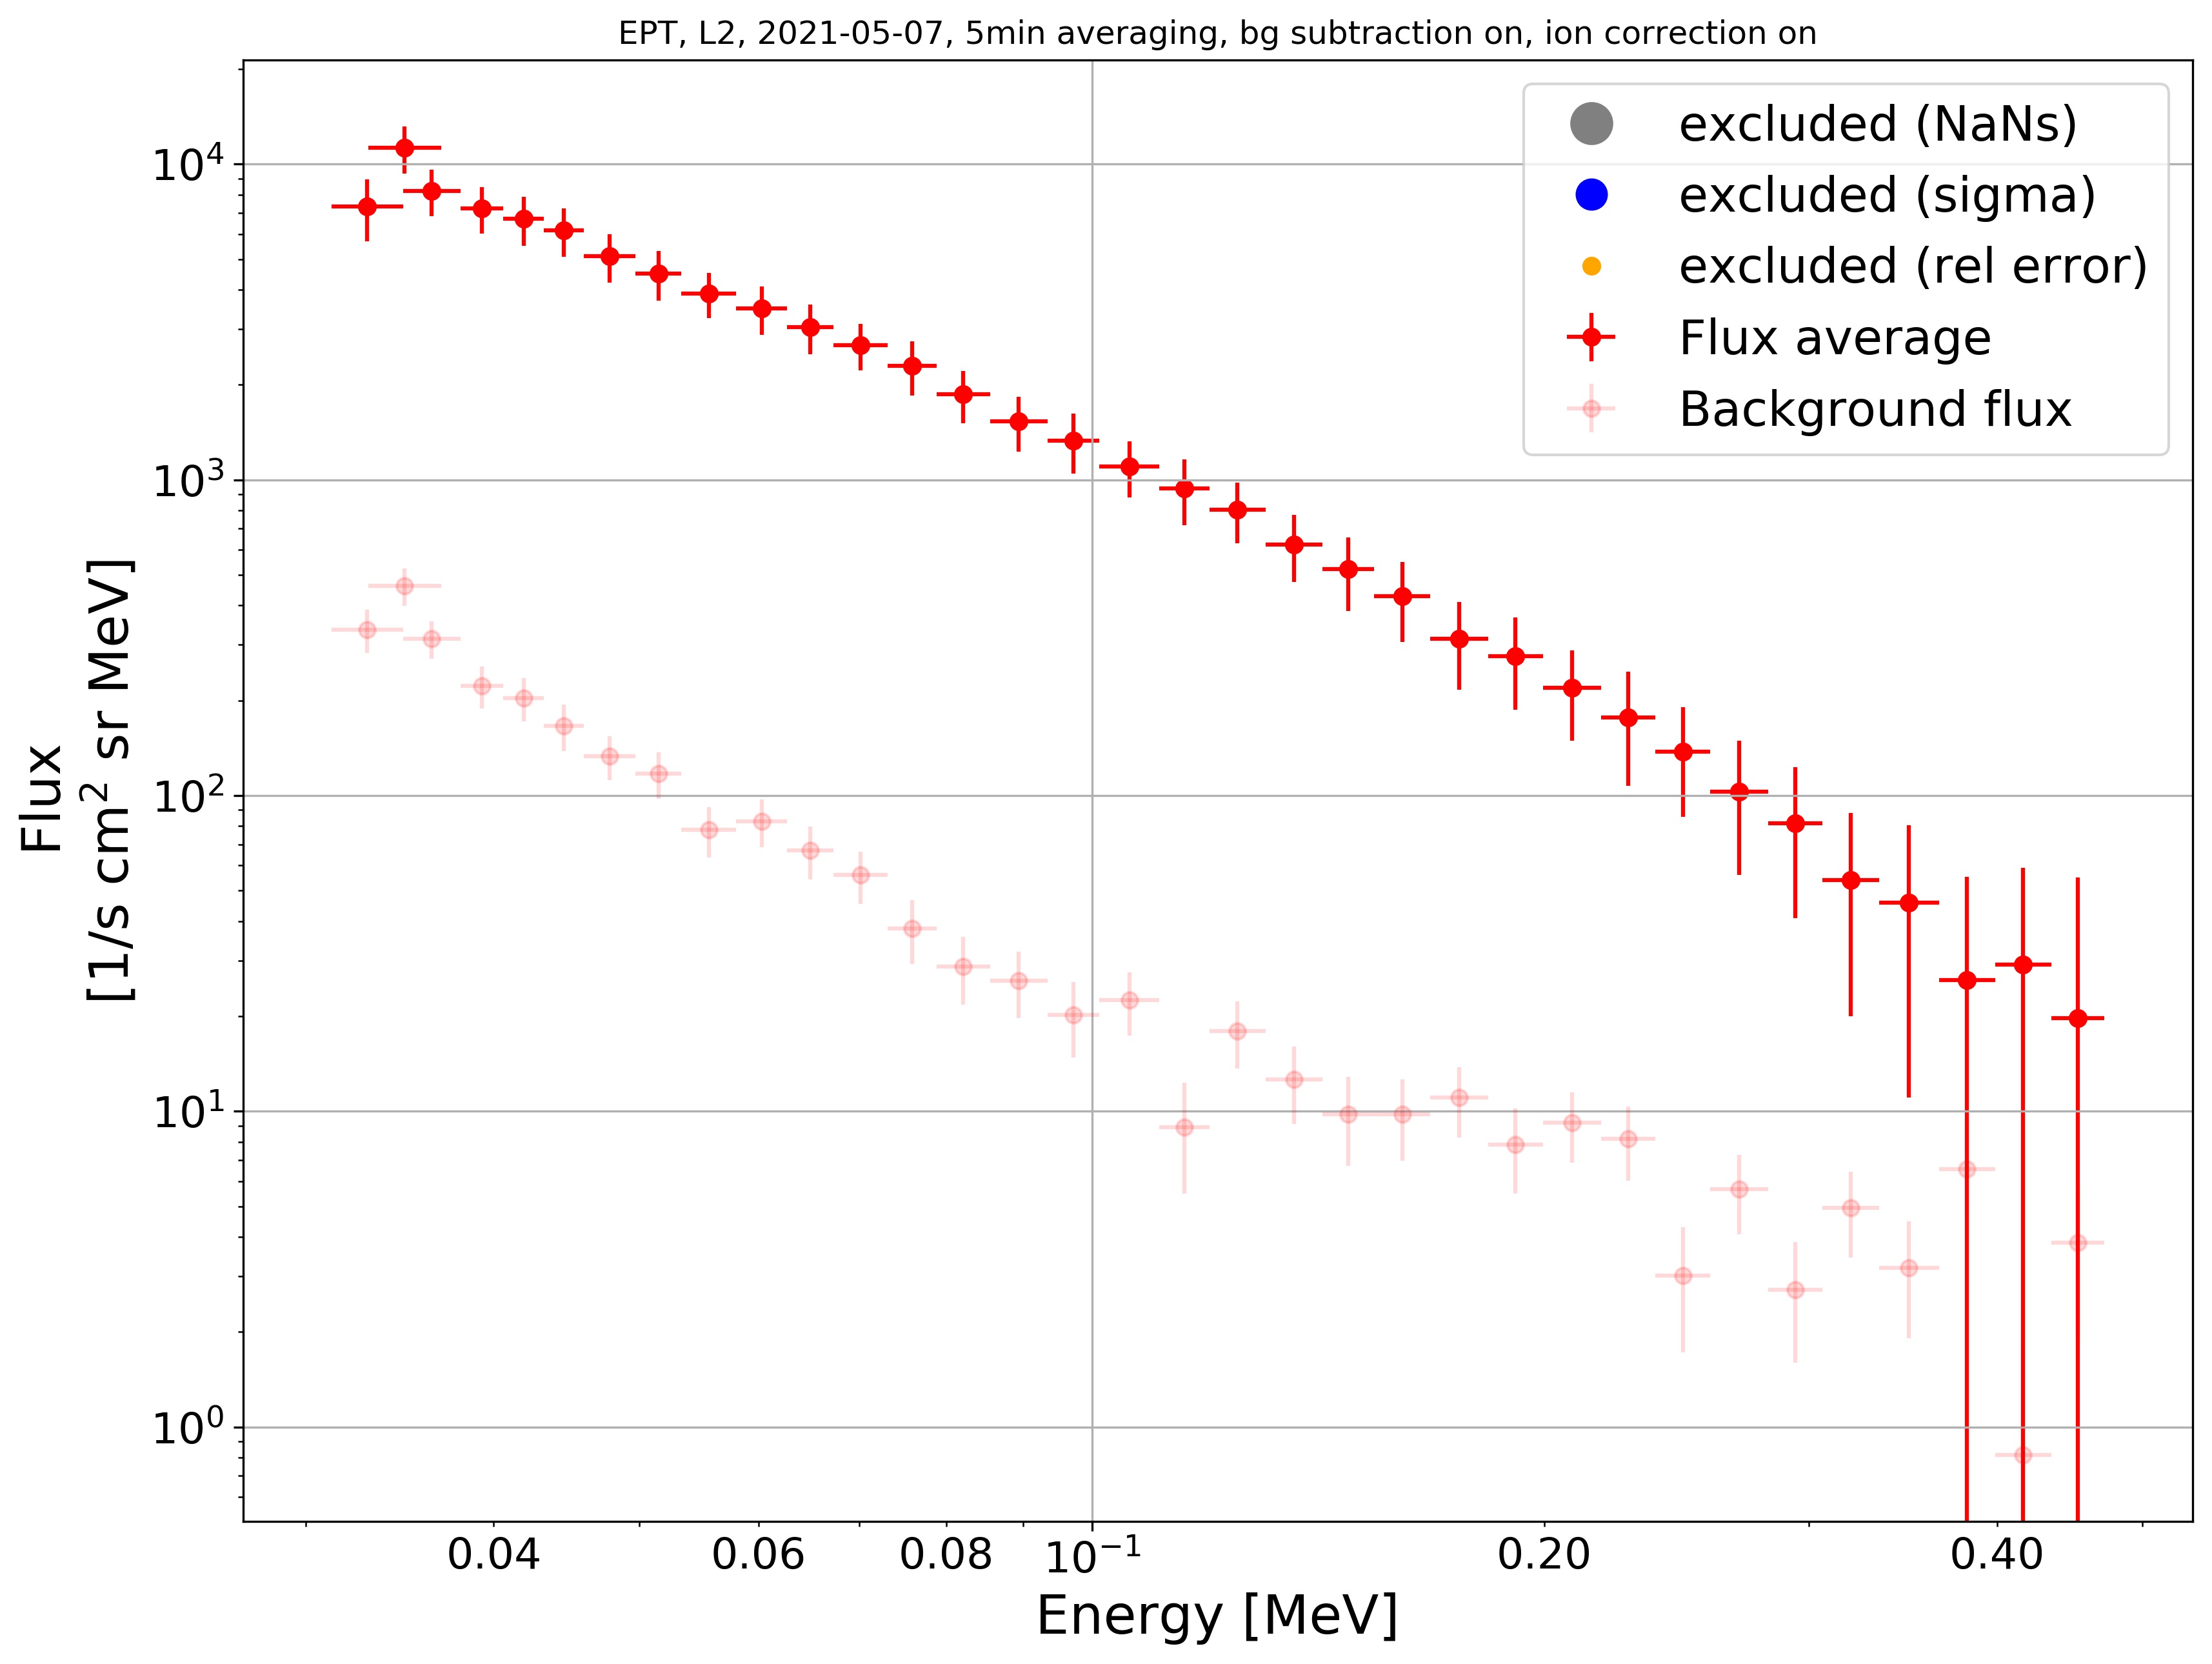 EPT, L2, 2021-05-07, 5min averaging, bg subtraction on, ion correction on
excluded (NaNs)
excluded (sigma)
excluded (rel error)
Flux average
Background flux
Flux
[1/s cm² sr MeV]
10⁴
10³
10²
10¹
10⁰
0.04
0.06
0.08
10⁻¹
0.20
0.40
Energy [MeV]